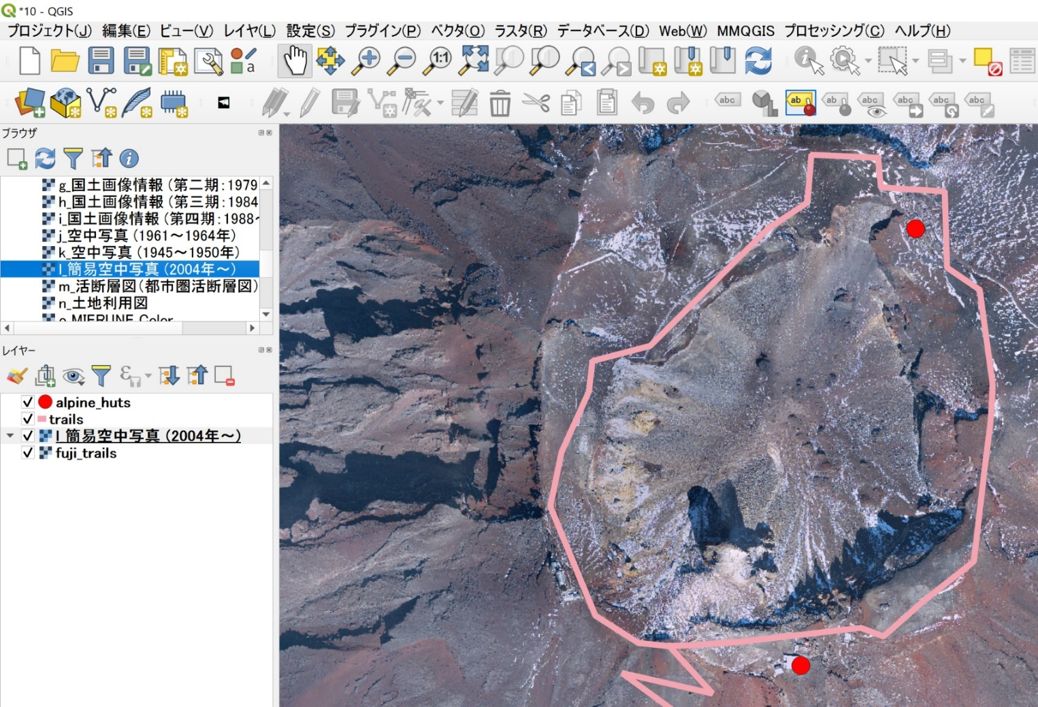 *10 - QGIS
プロジェクト(J) 編集(E) ビュー(V) レイヤ(L) 設定(S) プラグイン(P) ベクタ(O) ラスタ(R) データベース(D) Web(W) MMQGIS プロセッシング(C) ヘルプ(H)
1:1
abc ab ab abc abc abc abc
ブラウザ
g_国土画像情報（第二期:1979
h_国土画像情報（第三期:1984
i_国土画像情報（第四期:1988~
j_空中写真（1961～1964年）
k_空中写真（1945～1950年）
l_簡易空中写真（2004年～）
m_活断層図（都市圏活断層図）
n_土地利用図
o_MIERUNE Color
レイヤー
alpine_huts
trails
l_簡易空中写真（2004年～）
fuji_trails